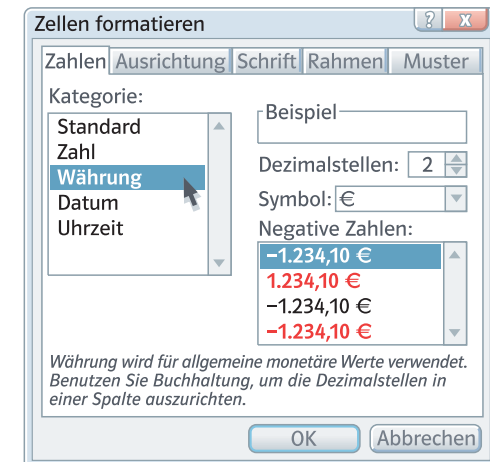 Zellen formatieren
? X
Zahlen Ausrichtung Schrift Rahmen Muster
Kategorie:
Standard
Zahl
Währung
Datum
Uhrzeit
Beispiel
Dezimalstellen: 2
Symbol: €
Negative Zahlen:
–1.234,10 €
1.234,10 €
–1.234,10 €
–1.234,10 €
Währung wird für allgemeine monetäre Werte verwendet.
Benutzen Sie Buchhaltung, um die Dezimalstellen in
einer Spalte auszurichten.
OK Abbrechen